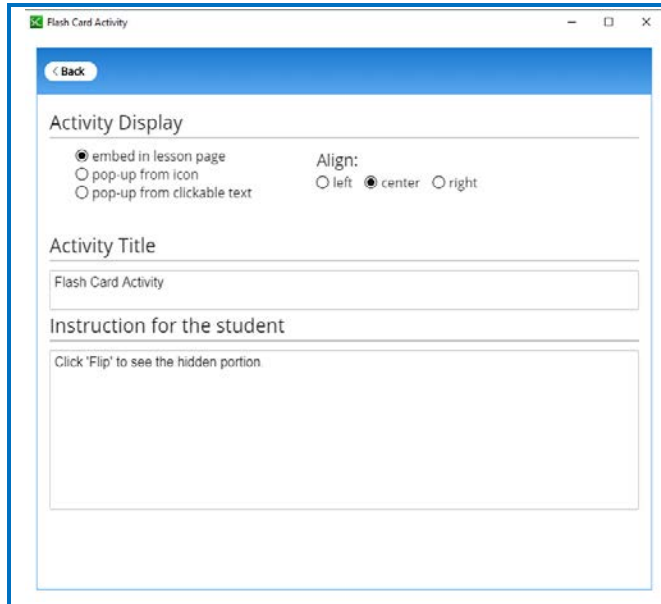 SC Flash Card Activity
< Back
Activity Display
embed in lesson page
pop-up from icon
pop-up from clickable text
Align:
left center right
Activity Title
Flash Card Activity
Instruction for the student
Click 'Flip' to see the hidden portion